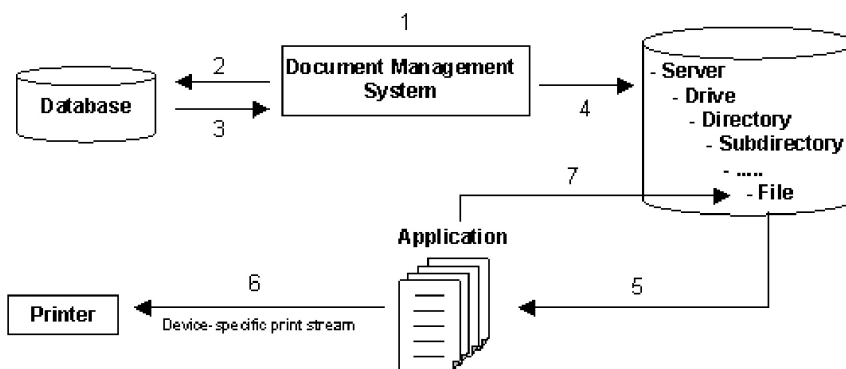 1
2
Document Management
System
Database
3
4
- Server
- Drive
- Directory
- Subdirectory
- .....
- File
7
Application
6
5
Printer
Device-specific print stream